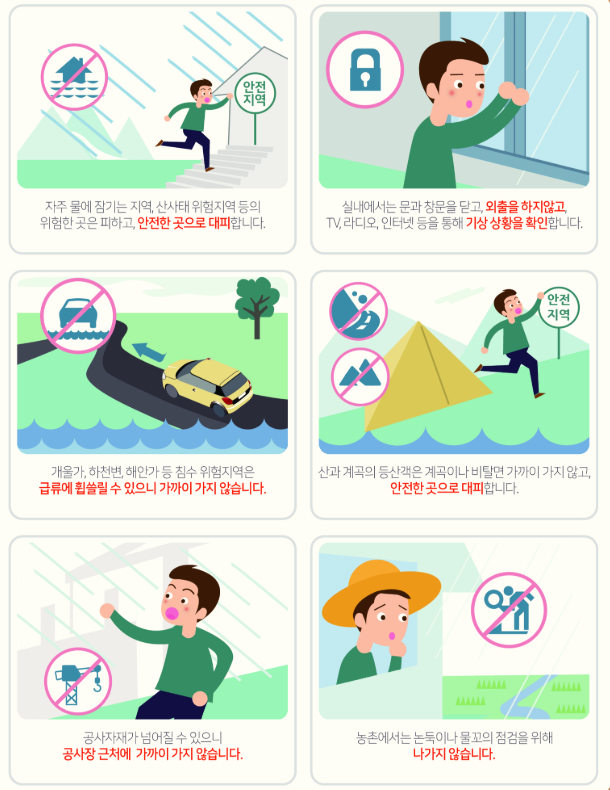 안전
지역
자주 물에 잠기는 지역, 산사태 위험지역 등의
위험한 곳은 피하고, 안전한 곳으로 대피합니다.
실내에서는 문과 창문을 닫고, 외출을 하지않고,
TV, 라디오, 인터넷 등을 통해 기상 상황을 확인합니다.
개울가, 하천변, 해안가 등 침수 위험지역은
급류에 휩쓸릴 수 있으니 가까이 가지 않습니다.
안전
지역
산과 계곡의 등산객은 계곡이나 비탈면 가까이 가지 않고,
안전한 곳으로 대피합니다.
공사자재가 넘어질 수 있으니
공사장 근처에 가까이 가지 않습니다.
농촌에서는 논둑이나 물꼬의 점검을 위해
나가지 않습니다.